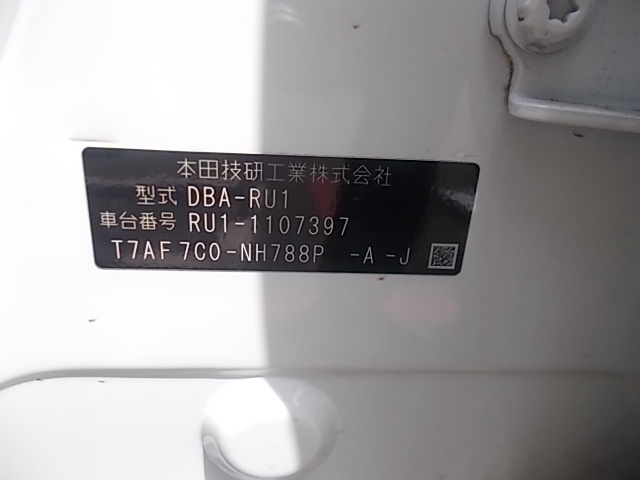 本田技研工業株式会社
型式 DBA-RU1
車台番号 RU1-1107397
T7AF7C0-NH788P -A -J